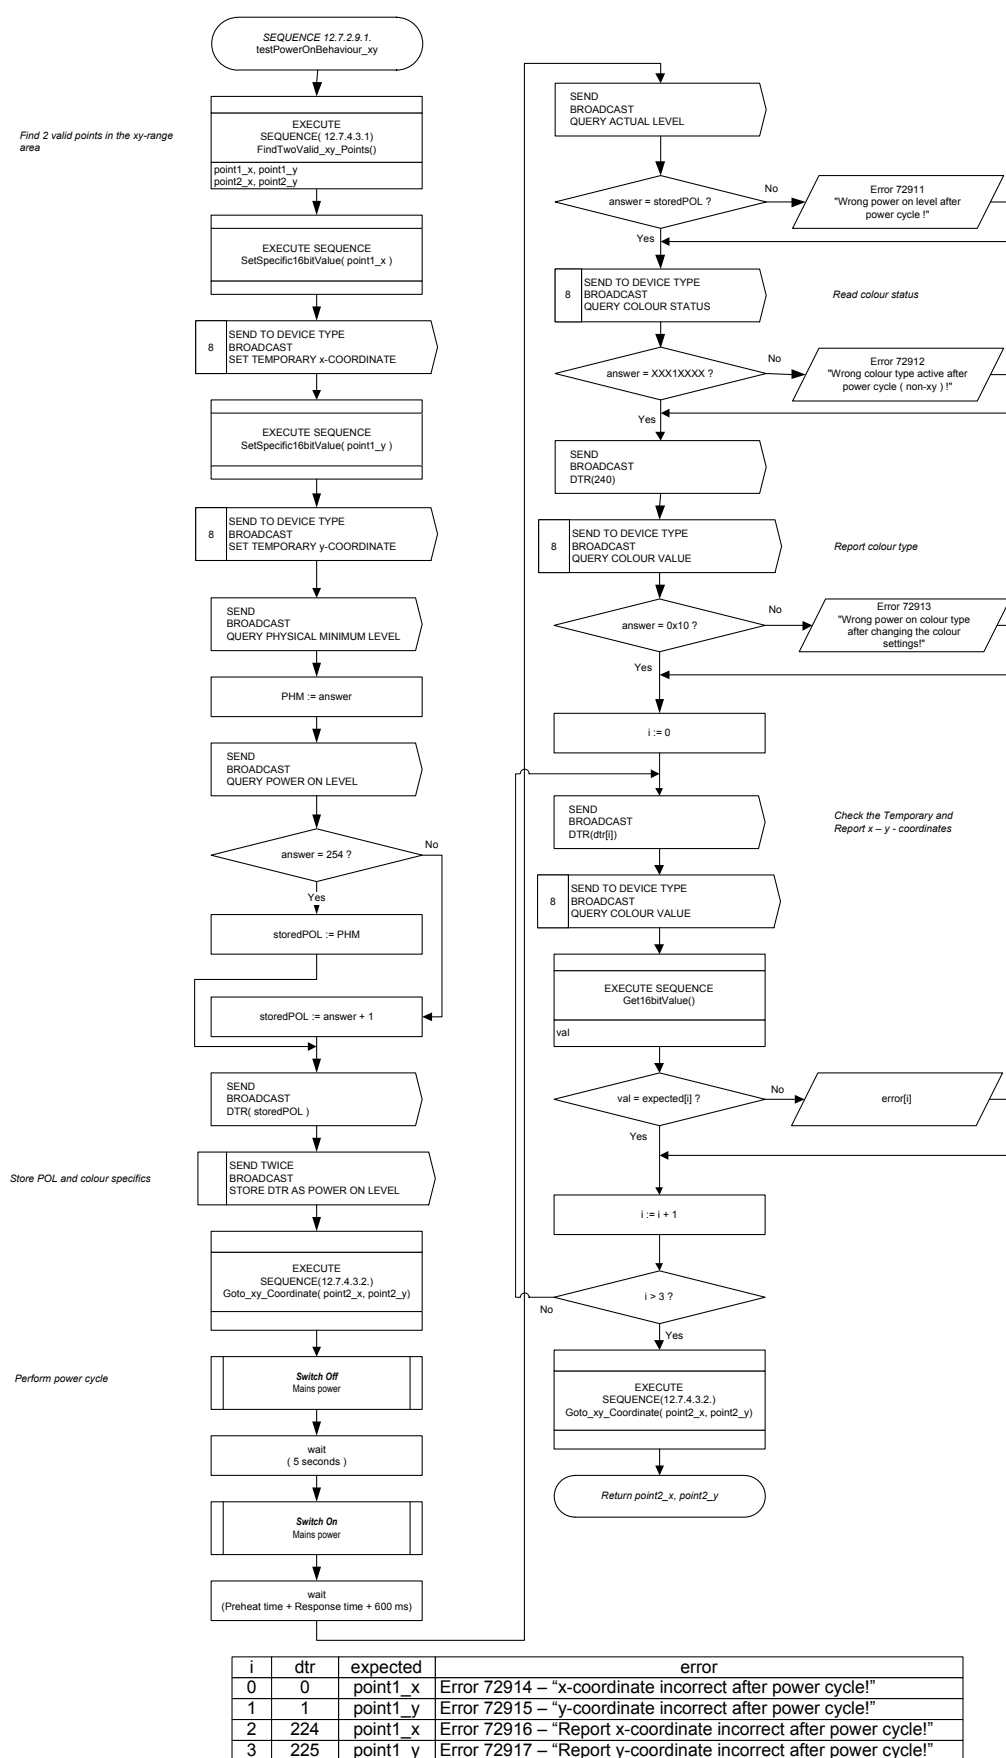 SEQUENCE 12.7.2.9.1.
testPowerOnBehaviour_xy
Find 2 valid points in the xy-range
area
EXECUTE
SEQUENCE( 12.7.4.3.1)
FindTwoValid_xy_Points()
point1_x, point1_y
point2_x, point2_y
EXECUTE SEQUENCE
SetSpecific16bitValue( point1_x )
8
SEND TO DEVICE TYPE
BROADCAST
SET TEMPORARY x-COORDINATE
EXECUTE SEQUENCE
SetSpecific16bitValue( point1_y )
8
SEND TO DEVICE TYPE
BROADCAST
SET TEMPORARY y-COORDINATE
SEND
BROADCAST
QUERY PHYSICAL MINIMUM LEVEL
PHM := answer
SEND
BROADCAST
QUERY POWER ON LEVEL
answer = 254 ?
No
Yes
storedPOL := PHM
storedPOL := answer + 1
SEND
BROADCAST
DTR( storedPOL )
Store POL and colour specifics
SEND TWICE
BROADCAST
STORE DTR AS POWER ON LEVEL
EXECUTE
SEQUENCE(12.7.4.3.2.)
Goto_xy_Coordinate( point2_x, point2_y)
Perform power cycle
Switch Off
Mains power
wait
( 5 seconds )
Switch On
Mains power
wait
(Preheat time + Response time + 600 ms)
SEND
BROADCAST
QUERY ACTUAL LEVEL
answer = storedPOL ?
No
Error 72911
"Wrong power on level after
power cycle !"
Yes
8
SEND TO DEVICE TYPE
BROADCAST
QUERY COLOUR STATUS
Read colour status
answer = XXX1XXXX ?
No
Error 72912
"Wrong colour type active after
power cycle ( non-xy ) !"
Yes
SEND
BROADCAST
DTR(240)
8
SEND TO DEVICE TYPE
BROADCAST
QUERY COLOUR VALUE
Report colour type
answer = 0x10 ?
No
Error 72913
"Wrong power on colour type
after changing the colour
settings!"
Yes
i := 0
SEND
BROADCAST
DTR(dtr[i])
Check the Temporary and
Report x – y - coordinates
8
SEND TO DEVICE TYPE
BROADCAST
QUERY COLOUR VALUE
EXECUTE SEQUENCE
Get16bitValue()
val
val = expected[i] ?
No
error[i]
Yes
i := i + 1
i > 3 ?
No
Yes
EXECUTE
SEQUENCE(12.7.4.3.2.)
Goto_xy_Coordinate( point2_x, point2_y)
Return point2_x, point2_y
i dtr expected error
0 0 point1_x Error 72914 – “x-coordinate incorrect after power cycle!”
1 1 point1_y Error 72915 – “y-coordinate incorrect after power cycle!”
2 224 point1_x Error 72916 – “Report x-coordinate incorrect after power cycle!”
3 225 point1_y Error 72917 – “Report y-coordinate incorrect after power cycle!”